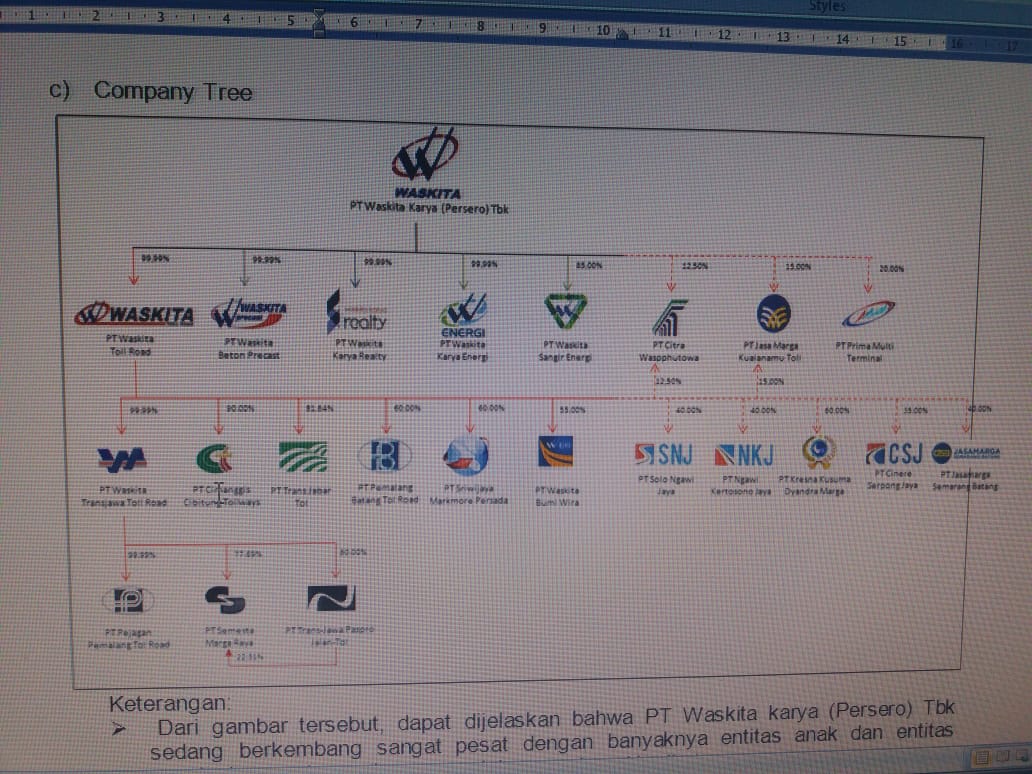 Styles
1 2 3 4 5 6 7 8 9 10 11 12 13 14 15 16 17
c) Company Tree
WASKITA
PT Waskita Karya (Persero) Tbk
99.99% 99.99% 99.99% 99.99% 85.00% 12.50% 15.00% 20.00%
WASKITA
WASKITA
precast
realty
ENERGI
PT Waskita
Toll Road
PT Waskita
Beton Precast
PT Waskita
Karya Realty
PT Waskita
Karya Energi
PT Waskita
Sangir Energi
PT Citra
Waspphutowa
PT Jasa Marga
Kualanamu Toll
PT Prima Multi
Terminal
12.50% 15.00%
99.99% 90.00% 81.64% 60.00% 60.00% 55.00% 40.00% 40.00% 60.00% 35.00% 40.00%
SNJ
NKJ
CSJ
JASAMARGA
PT Waskita
Transjawa Toll Road
PT Cimanggis
Cibitung Tollways
PT Trans Jabar
Tol
PT Pemalang
Batang Tol Road
PT Sriwijaya
Markmore Persada
PT Waskita
Bumi Wira
PT Solo Ngawi
Jaya
PT Ngawi
Kertosono Jaya
PT Kresna Kusuma
Dyandra Marga
PT Cinere
Serpong Jaya
PT Jasamarga
Semarang Batang
99.99% 80.00%
PT Pejagan
Pemalang Tol Road
PT Semesta
Marga Raya
PT Trans-Jawa Paspro
Jalan Tol
Keterangan:
➤ Dari gambar tersebut, dapat dijelaskan bahwa PT Waskita karya (Persero) Tbk
sedang berkembang sangat pesat dengan banyaknya entitas anak dan entitas